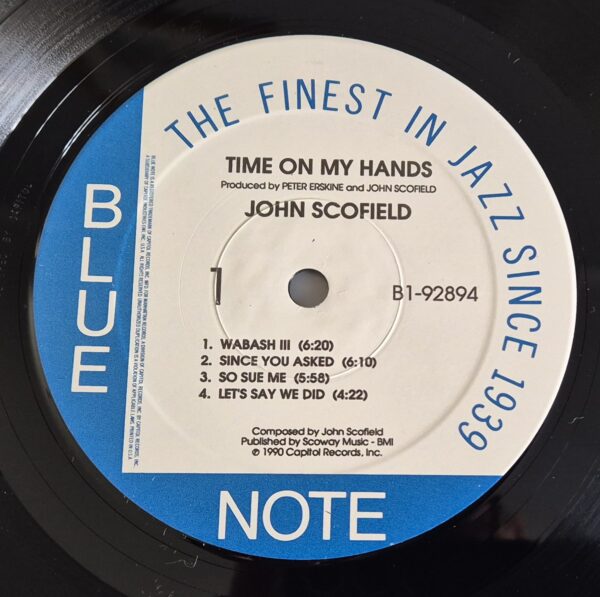 THE FINEST IN JAZZ SINCE 1939
TIME ON MY HANDS
Produced by PETER ERSKINE and JOHN SCOFIELD
JOHN SCOFIELD
1
B1-92894
1. WABASH III (6:20)
2. SINCE YOU ASKED (6:10)
3. SO SUE ME (5:58)
4. LET'S SAY WE DID (4:22)
Composed by John Scofield
Published by Scoway Music - BMI
℗ 1990 Capitol Records, Inc.
BLUE
NOTE